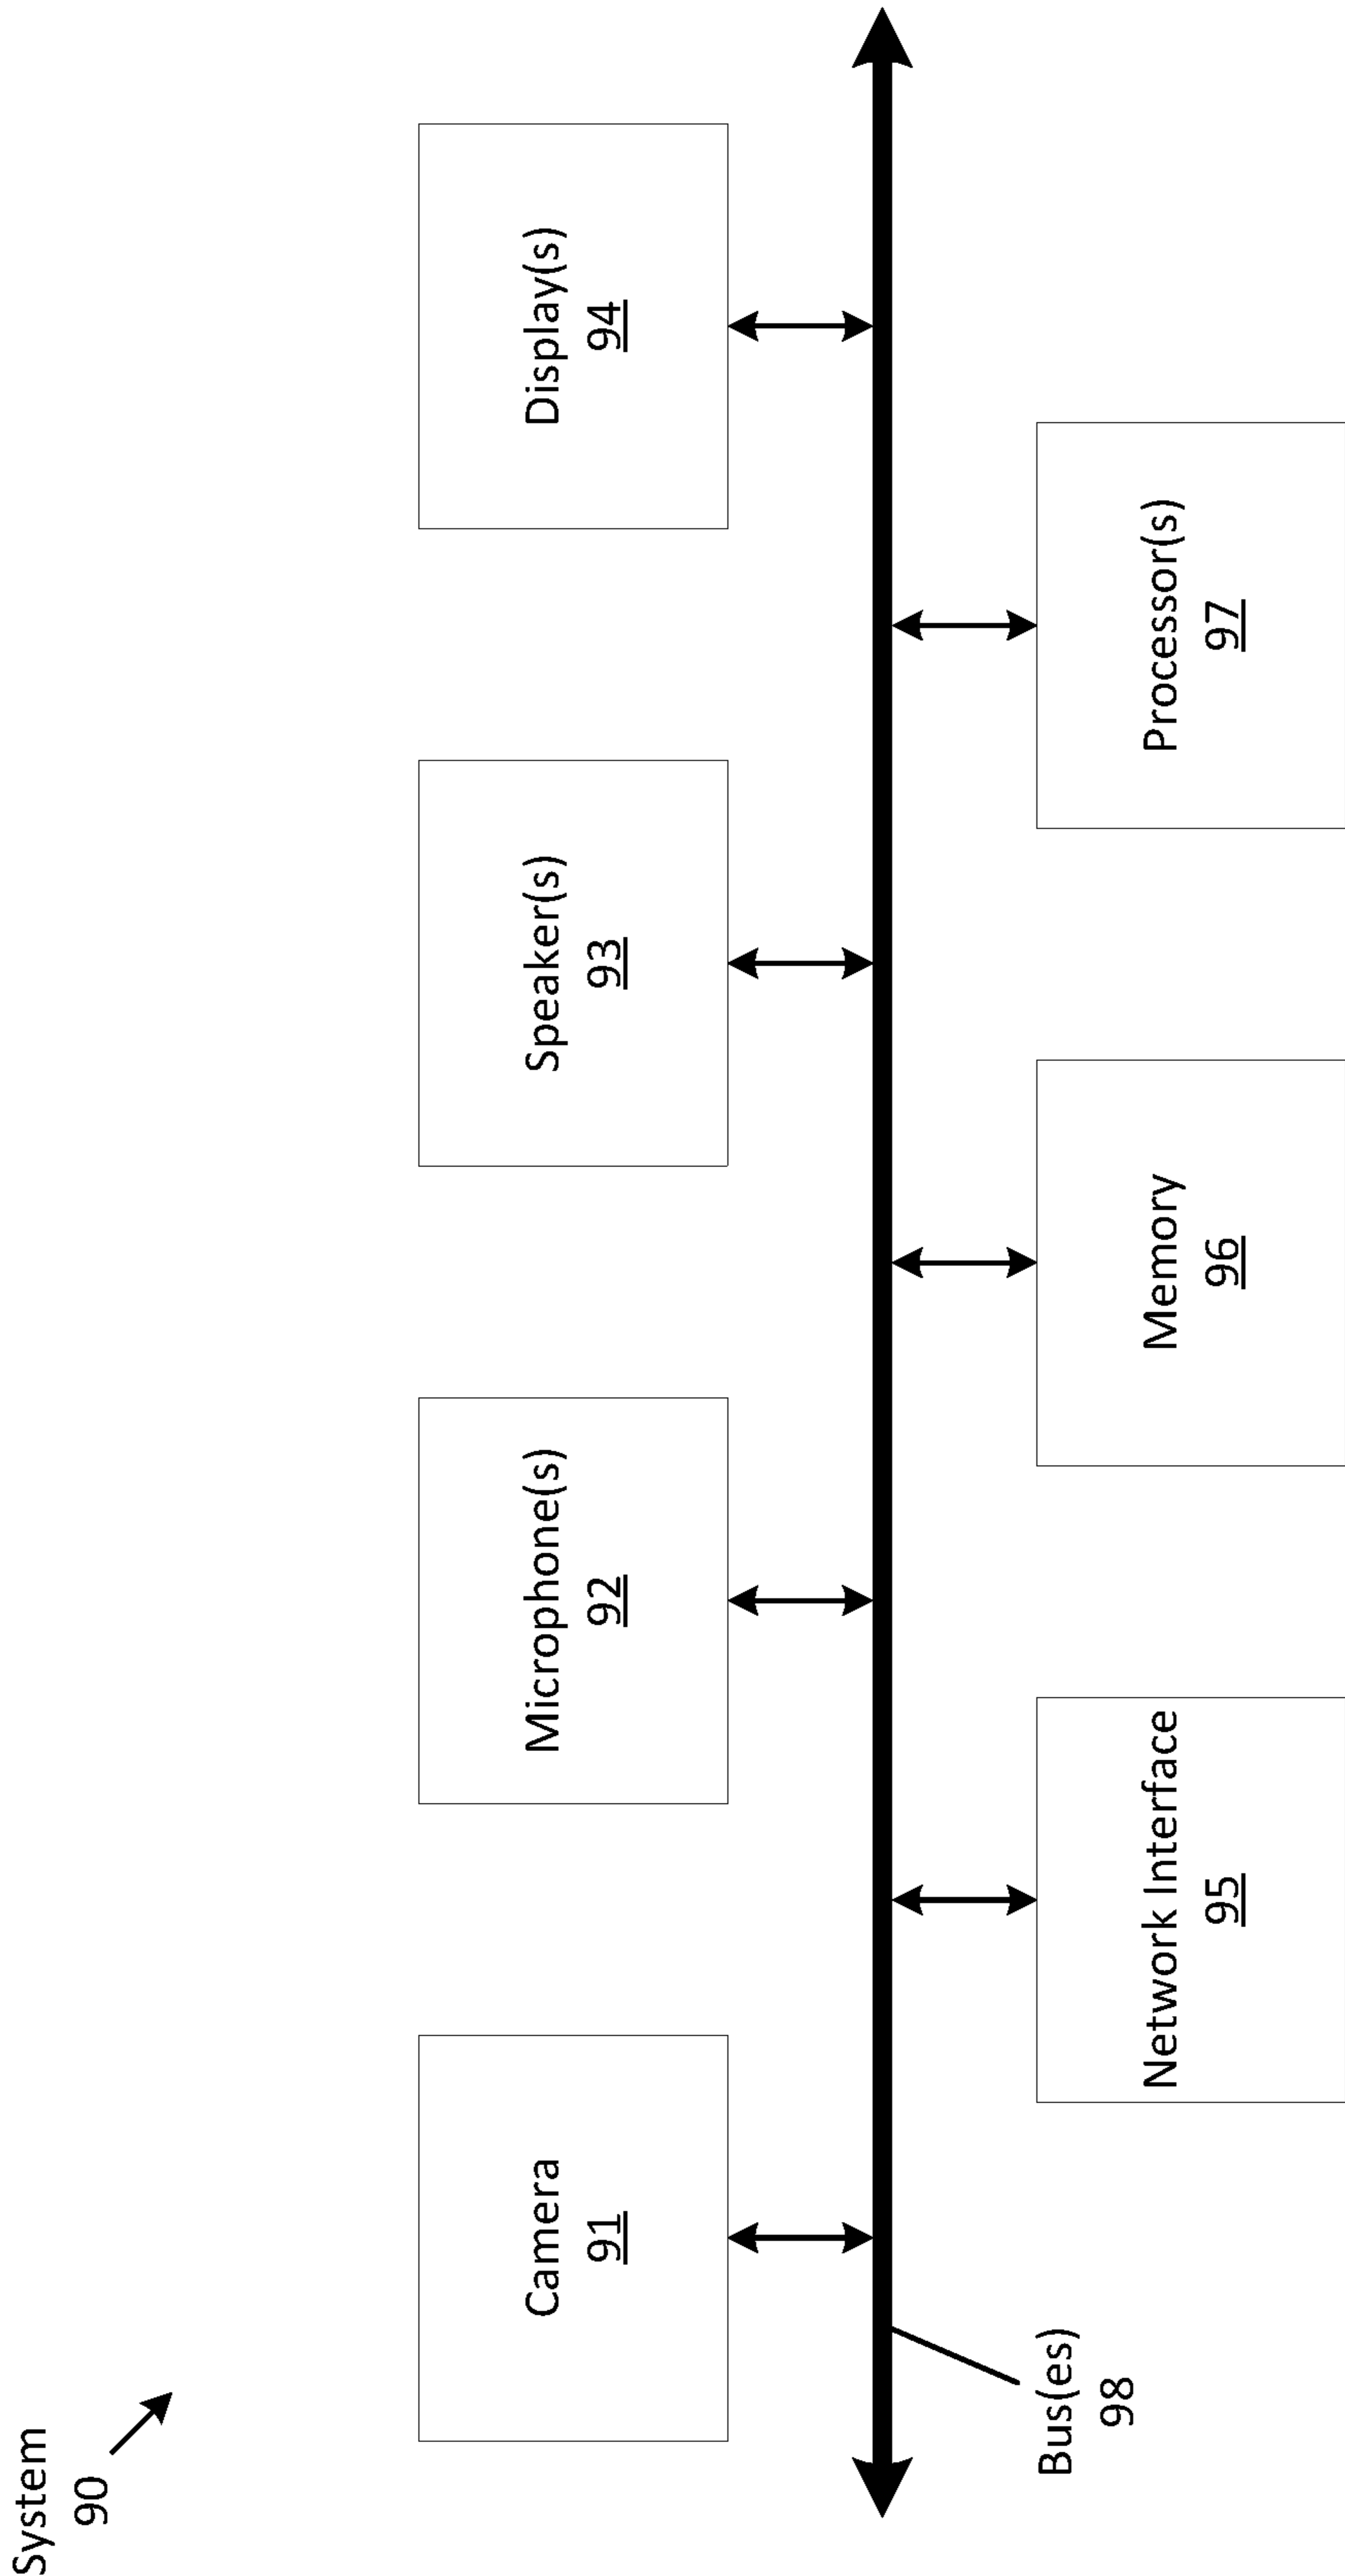 System
90
Camera
91
Microphone(s)
92
Speaker(s)
93
Display(s)
94
Bus(es)
98
Network Interface
95
Memory
96
Processor(s)
97